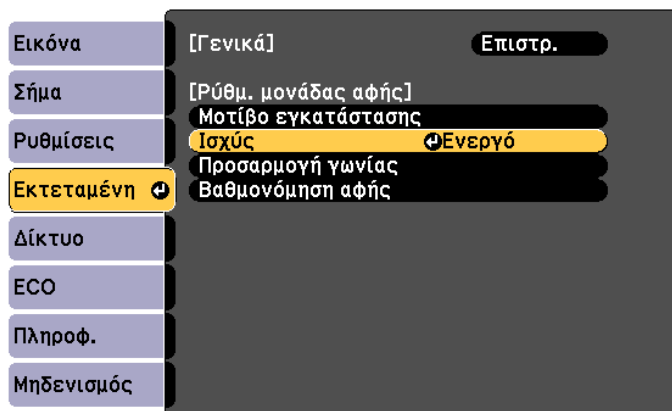 Εικόνα
Σήμα
Ρυθμίσεις
Εκτεταμένη
Δίκτυο
ECO
Πληροφ.
Μηδενισμός
[Γενικά] Επιστρ.
[Ρύθμ. μονάδας αφής]
Μοτίβο εγκατάστασης
Ισχύς Ενεργό
Προσαρμογή γωνίας
Βαθμονόμηση αφής